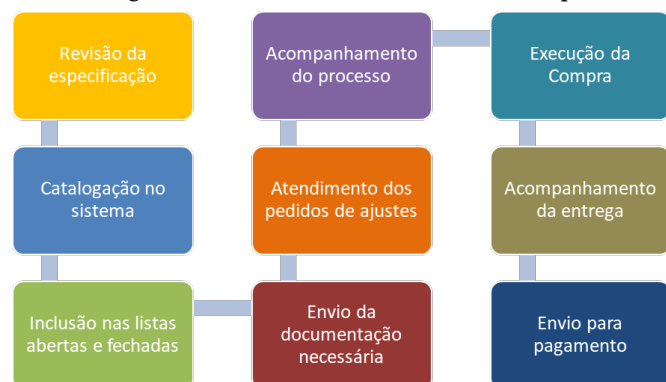 Revisão da
especificação
Catalogação no
sistema
Inclusão nas listas
abertas e fechadas
Envio da
documentação
necessária
Atendimento dos
pedidos de ajustes
Acompanhamento
do processo
Execução da
Compra
Acompanhamento
da entrega
Envio para
pagamento